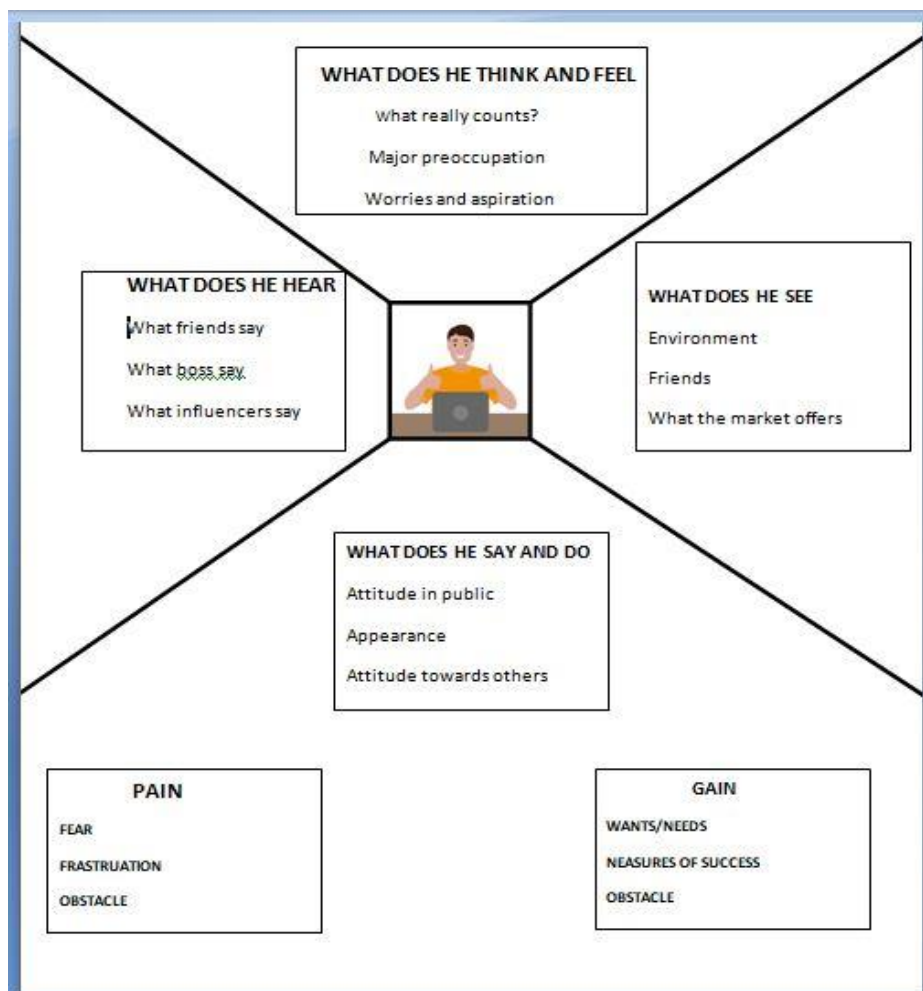 WHAT DOES HE THINK AND FEEL
What really counts?
Major preoccupation
Worries and aspiration
WHAT DOES HE HEAR
What friends say
What boss say
What influencers say
WHAT DOES HE SEE
Environment
Friends
What the market offers
WHAT DOES HE SAY AND DO
Attitude in public
Appearance
Attitude towards others
PAIN
FEAR
FRASTRUATION
OBSTACLE
GAIN
WANTS/NEEDS
NEASURES OF SUCCESS
OBSTACLE